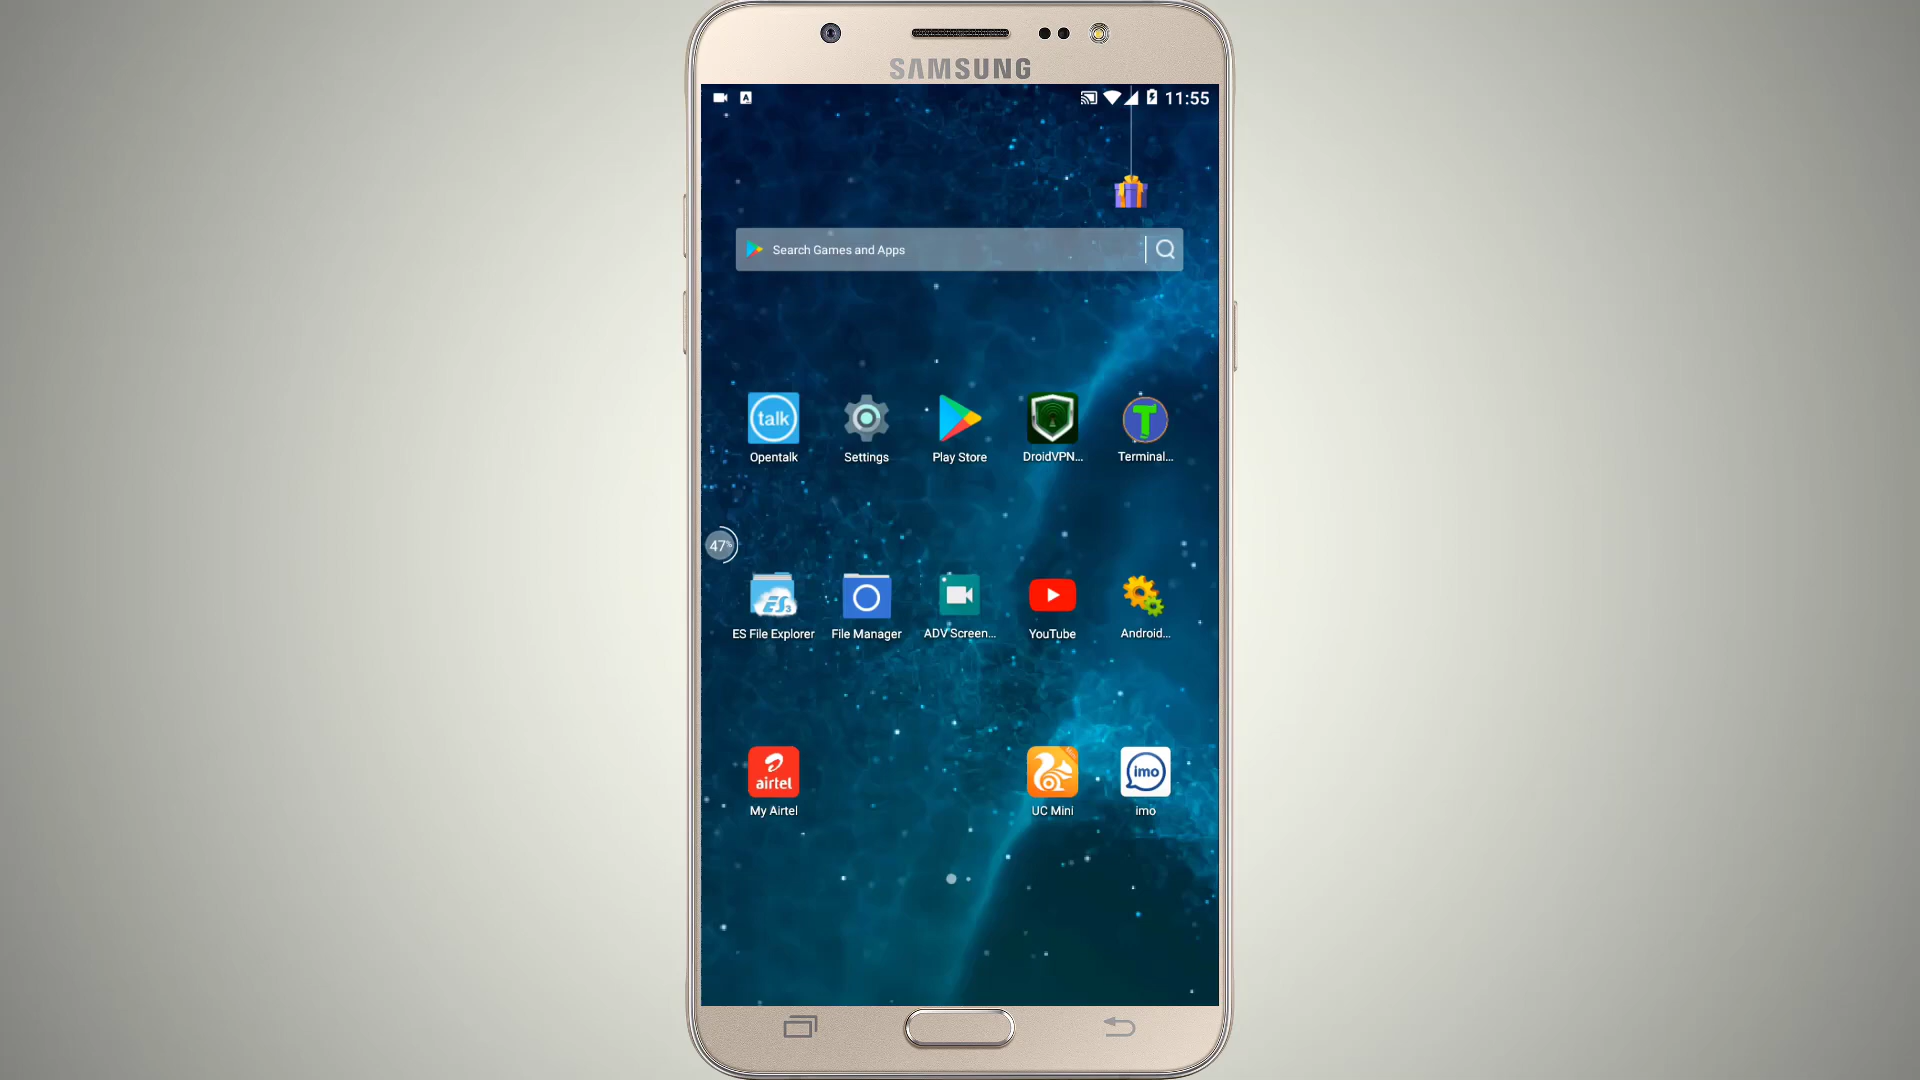 SAMSUNG
11:55
Search Games and Apps
talk
Opentalk
Settings
Play Store
DroidVPN...
T
Terminal...
47%
ES3
ES File Explorer
File Manager
ADV Screen...
YouTube
Android...
airtel
My Airtel
UC Mini
imo
imo